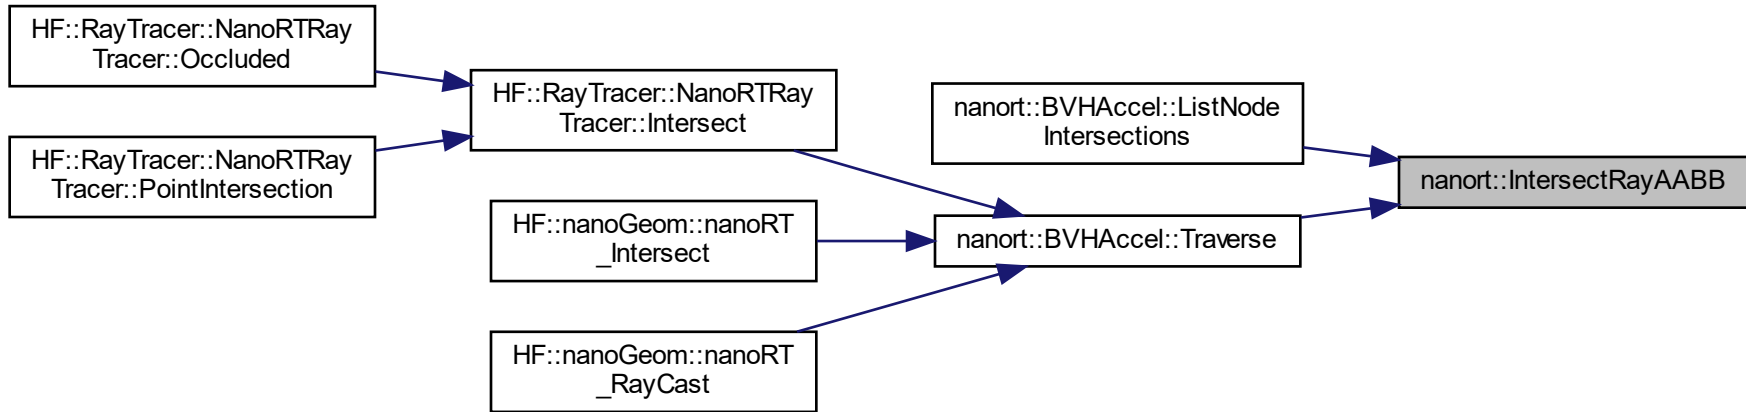 HF::RayTracer::NanoRTRay
Tracer::Occluded
HF::RayTracer::NanoRTRay
Tracer::PointIntersection
HF::RayTracer::NanoRTRay
Tracer::Intersect
HF::nanoGeom::nanoRT
_Intersect
HF::nanoGeom::nanoRT
_RayCast
nanort::BVHAccel::ListNode
Intersections
nanort::BVHAccel::Traverse
nanort::IntersectRayAABB